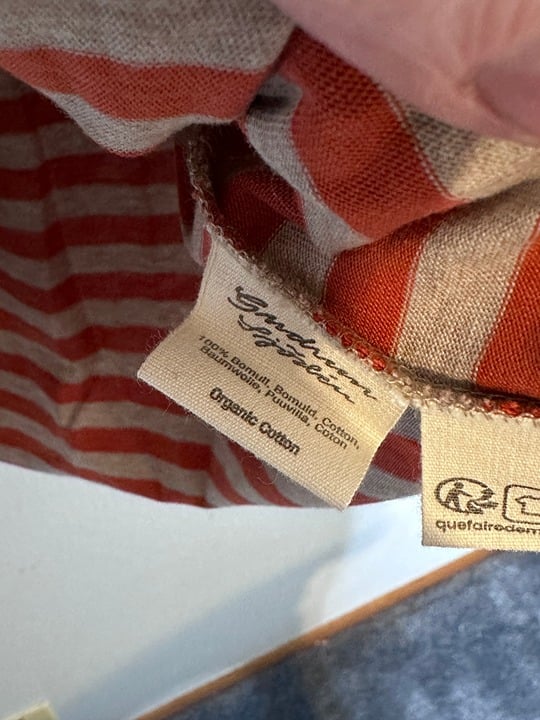 Gudrun
Sjödén
100% Bomull, Bomuld, Cotton,
Baumwolle, Puuvilla, Coton
Organic Cotton
quefairedem